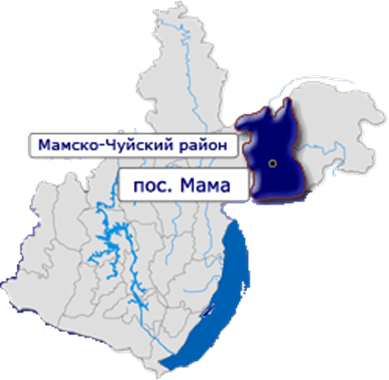 Мамско-Чуйский район
пос. Мама